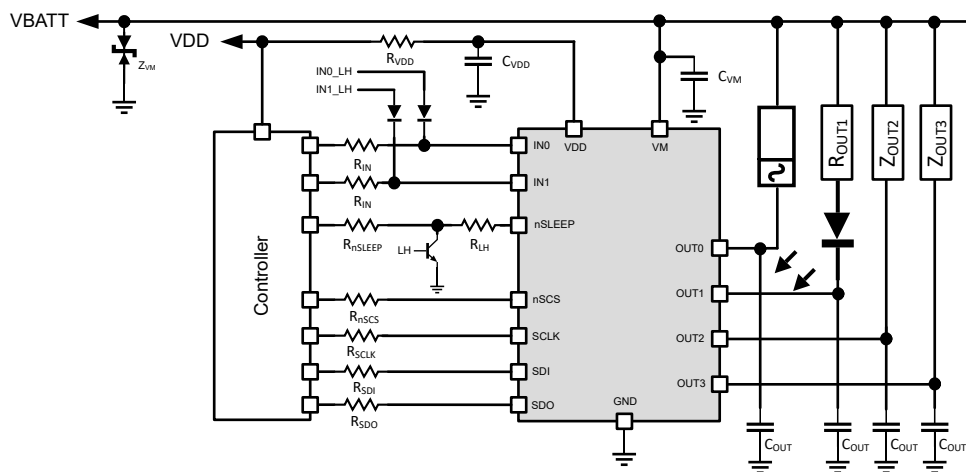 VBATT
VDD
ZVM
RVDD
CVDD
CVM
IN0_LH
IN1_LH
VDD
VM
ROUT1
ZOUT2
ZOUT3
RIN
IN0
RIN
IN1
RnSLEEP
LH
RLH
nSLEEP
OUT0
Controller
OUT1
RnSCS
nSCS
RSCLK
SCLK
OUT2
RSDI
SDI
OUT3
RSDO
SDO
GND
COUT
COUT
COUT
COUT